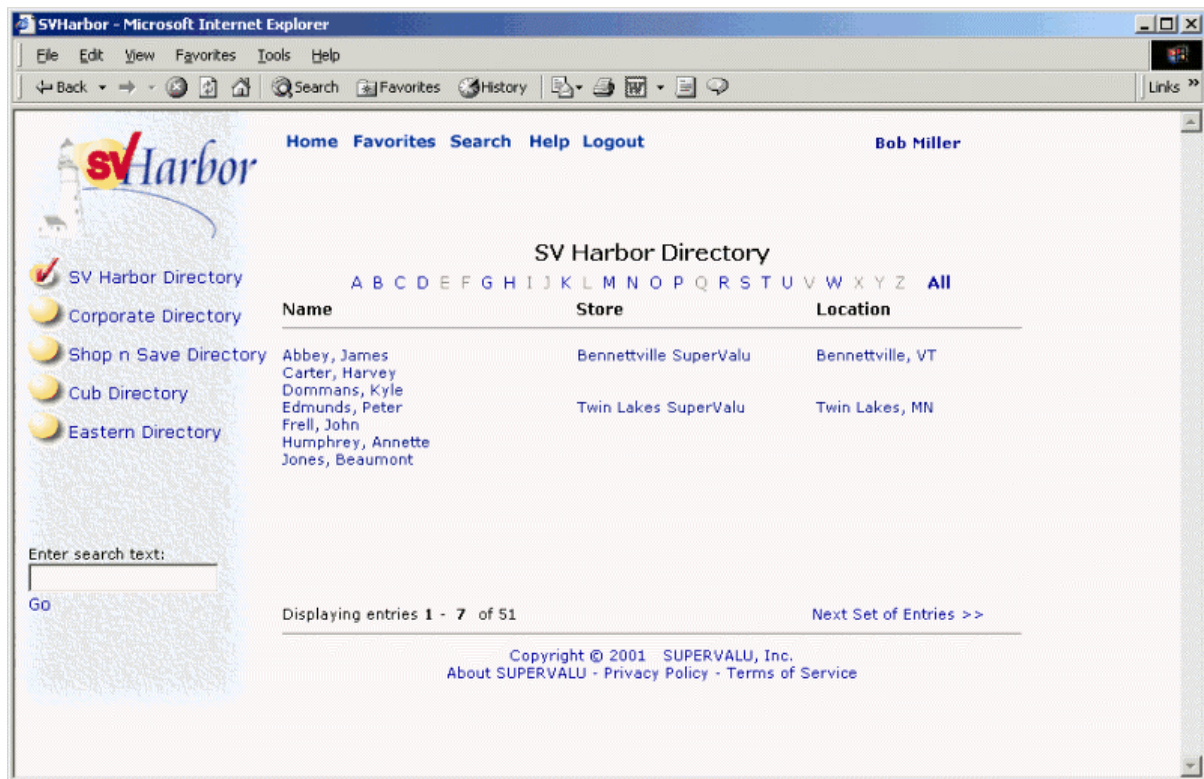 SVHarbor - Microsoft Internet Explorer
File Edit View Favorites Tools Help
Back Search Favorites History Links »
SV Harbor
Home Favorites Search Help Logout Bob Miller
SV Harbor Directory
A B C D E F G H I J K L M N O P Q R S T U V W X Y Z All
Name Store Location
SV Harbor Directory
Corporate Directory
Shop n Save Directory
Cub Directory
Eastern Directory
Abbey, James Bennettville SuperValu Bennettville, VT
Carter, Harvey
Dommans, Kyle
Edmunds, Peter Twin Lakes SuperValu Twin Lakes, MN
Frell, John
Humphrey, Annette
Jones, Beaumont
Enter search text:
Go
Displaying entries 1 - 7 of 51 Next Set of Entries >>
Copyright © 2001 SUPERVALU, Inc.
About SUPERVALU - Privacy Policy - Terms of Service